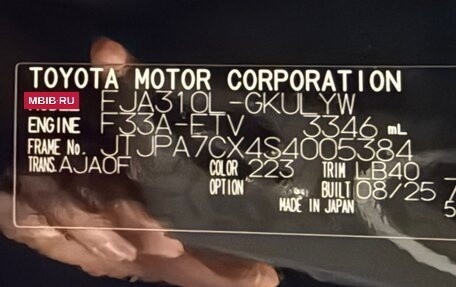 TOYOTA MOTOR CORPORATION
MBIB.RU
MODEL FJA310L-GKULYW
ENGINE F33A-ETV 3346 mL
FRAME No. JTJPA7CX4S4005384
TRANS. AJA0F COLOR 223 TRIM LB40
OPTION BUILT 08/25
MADE IN JAPAN